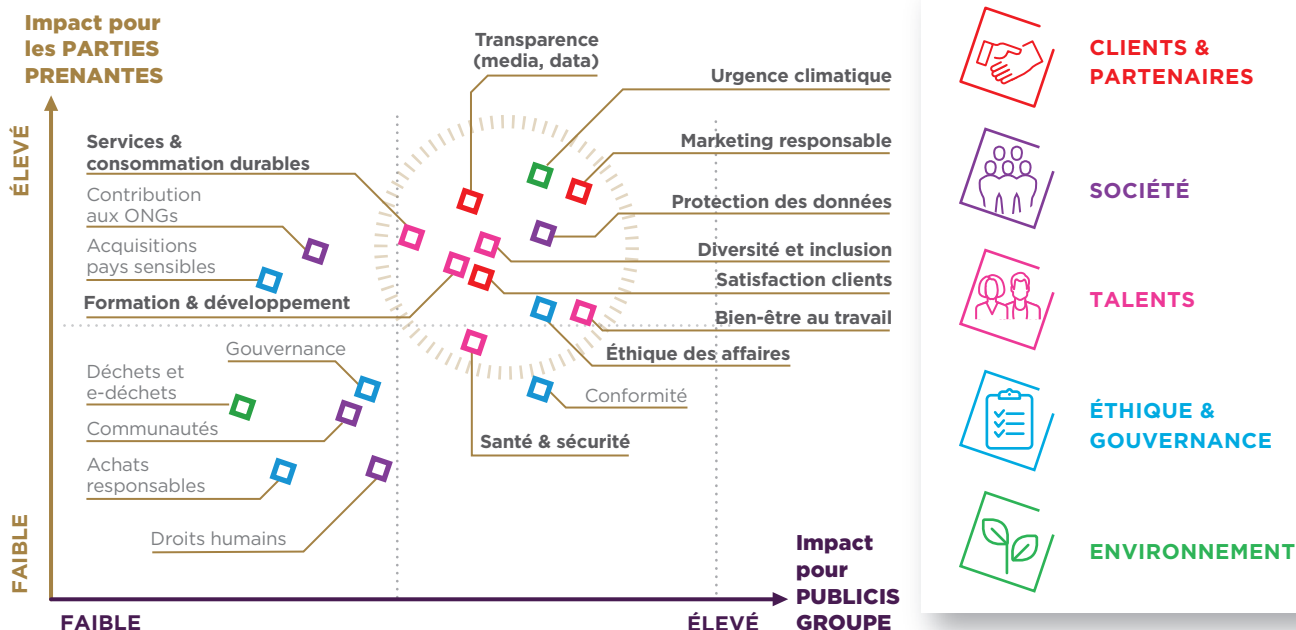 Impact pour
les PARTIES
PRENANTES
ÉLEVÉ
FAIBLE
Transparence
(media, data)
Urgence climatique
Services &
consommation durables
Marketing responsable
Contribution
aux ONGs
Protection des données
Acquisitions
pays sensibles
Diversité et inclusion
Satisfaction clients
Formation & développement
Bien-être au travail
Gouvernance
Éthique des affaires
Déchets et
e-déchets
Conformité
Communautés
Santé & sécurité
Achats
responsables
Droits humains
Impact
pour
PUBLICIS
GROUPE
FAIBLE
ÉLEVÉ
CLIENTS &
PARTENAIRES
SOCIÉTÉ
TALENTS
ÉTHIQUE &
GOUVERNANCE
ENVIRONNEMENT